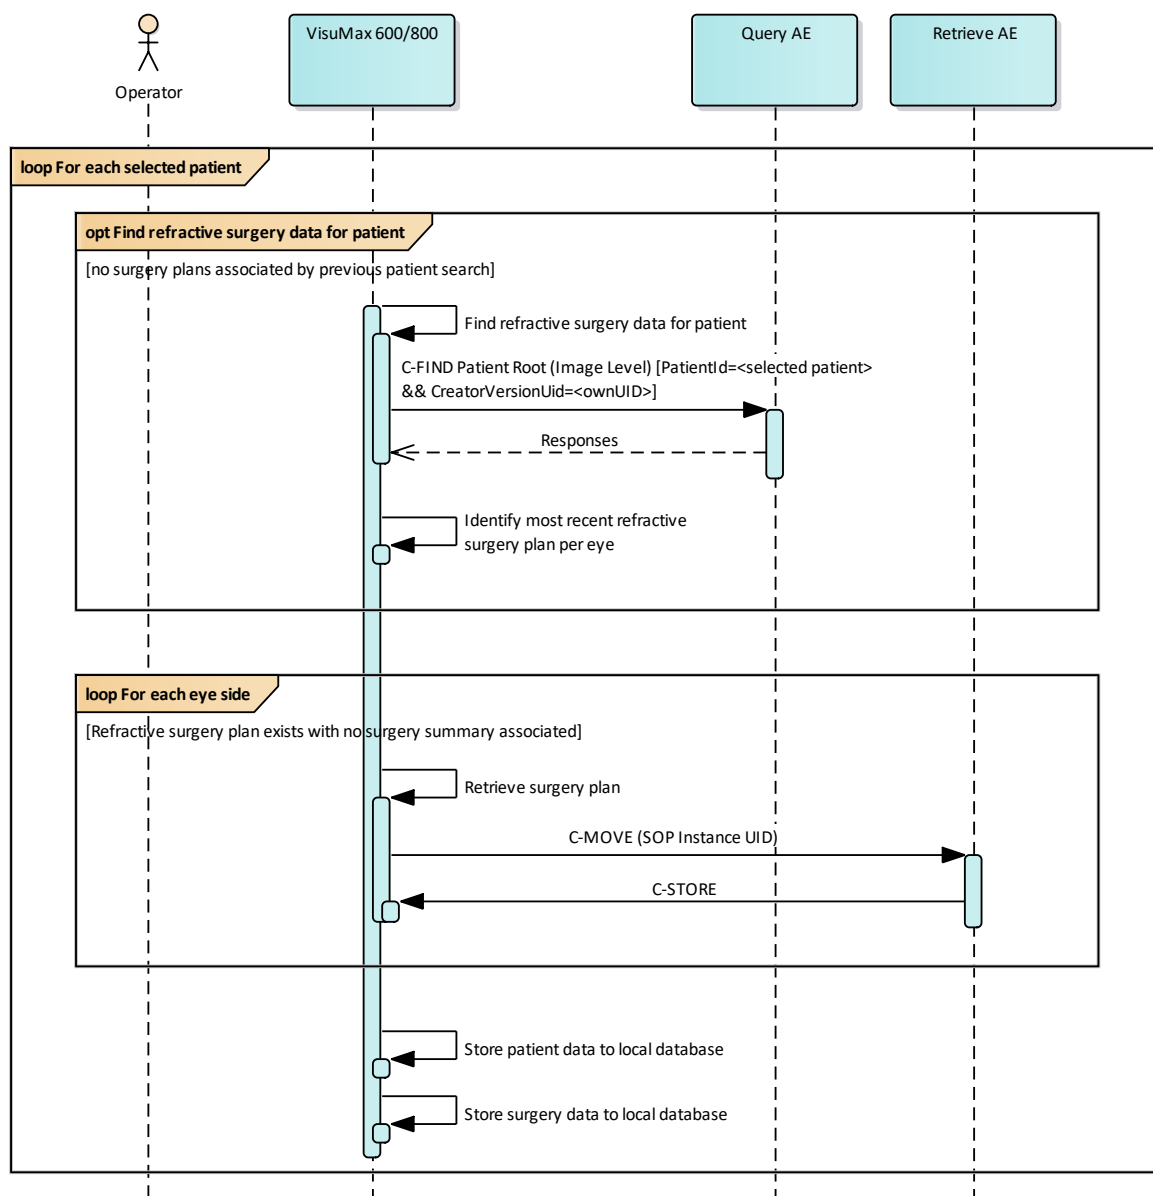 VisuMax 600/800
Query AE
Retrieve AE
Operator
loop For each selected patient
opt Find refractive surgery data for patient
[no surgery plans associated by previous patient search]
Find refractive surgery data for patient
C-FIND Patient Root (Image Level) [PatientId=<selected patient>
&& CreatorVersionUid=<ownUID>]
Responses
Identify most recent refractive
surgery plan per eye
loop For each eye side
[Refractive surgery plan exists with no surgery summary associated]
Retrieve surgery plan
C-MOVE (SOP Instance UID)
C-STORE
Store patient data to local database
Store surgery data to local database